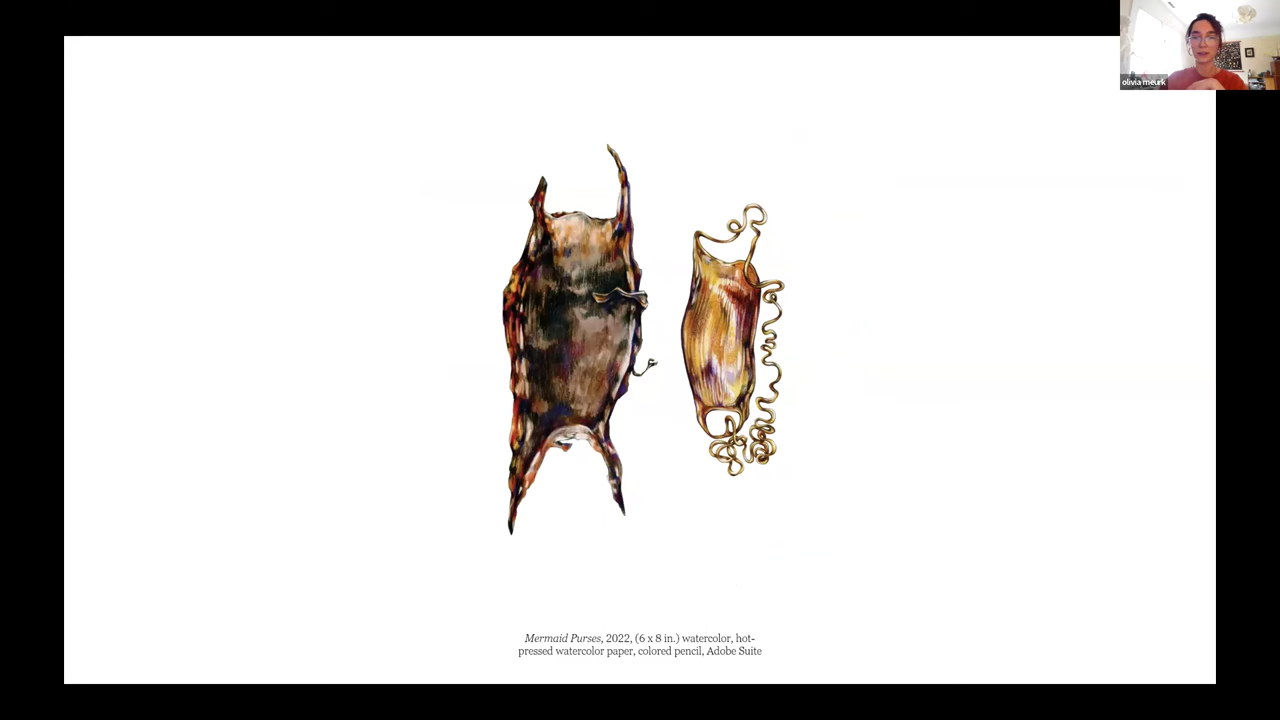 olivia meurk
Mermaid Purses, 2022, (6 x 8 in.) watercolor, hot-
pressed watercolor paper, colored pencil, Adobe Suite